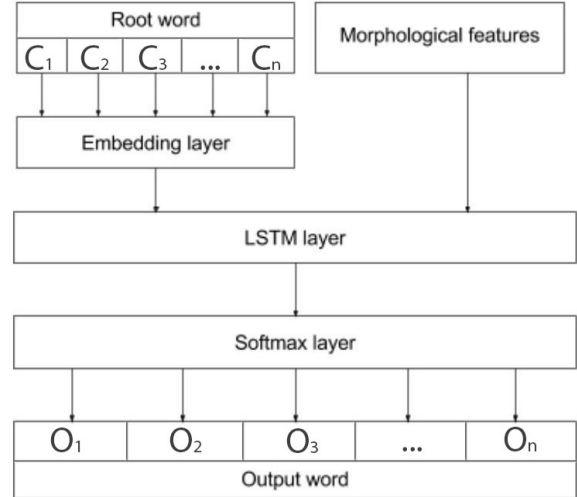 Root word
Morphological features
C1 C2 C3 ... Cn
Embedding layer
LSTM layer
Softmax layer
O1 O2 O3 ... On
Output word